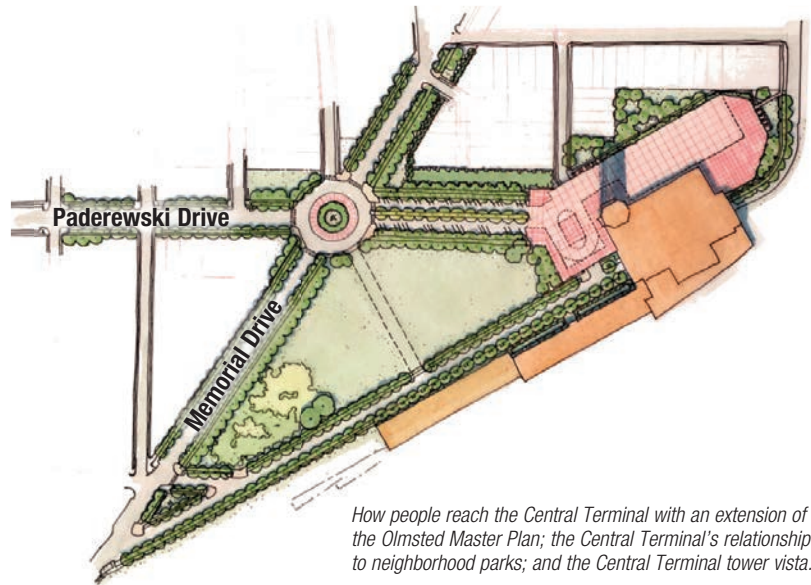 Paderewski Drive
Memorial Drive
How people reach the Central Terminal with an extension of
the Olmsted Master Plan; the Central Terminal's relationship
to neighborhood parks; and the Central Terminal tower vista.